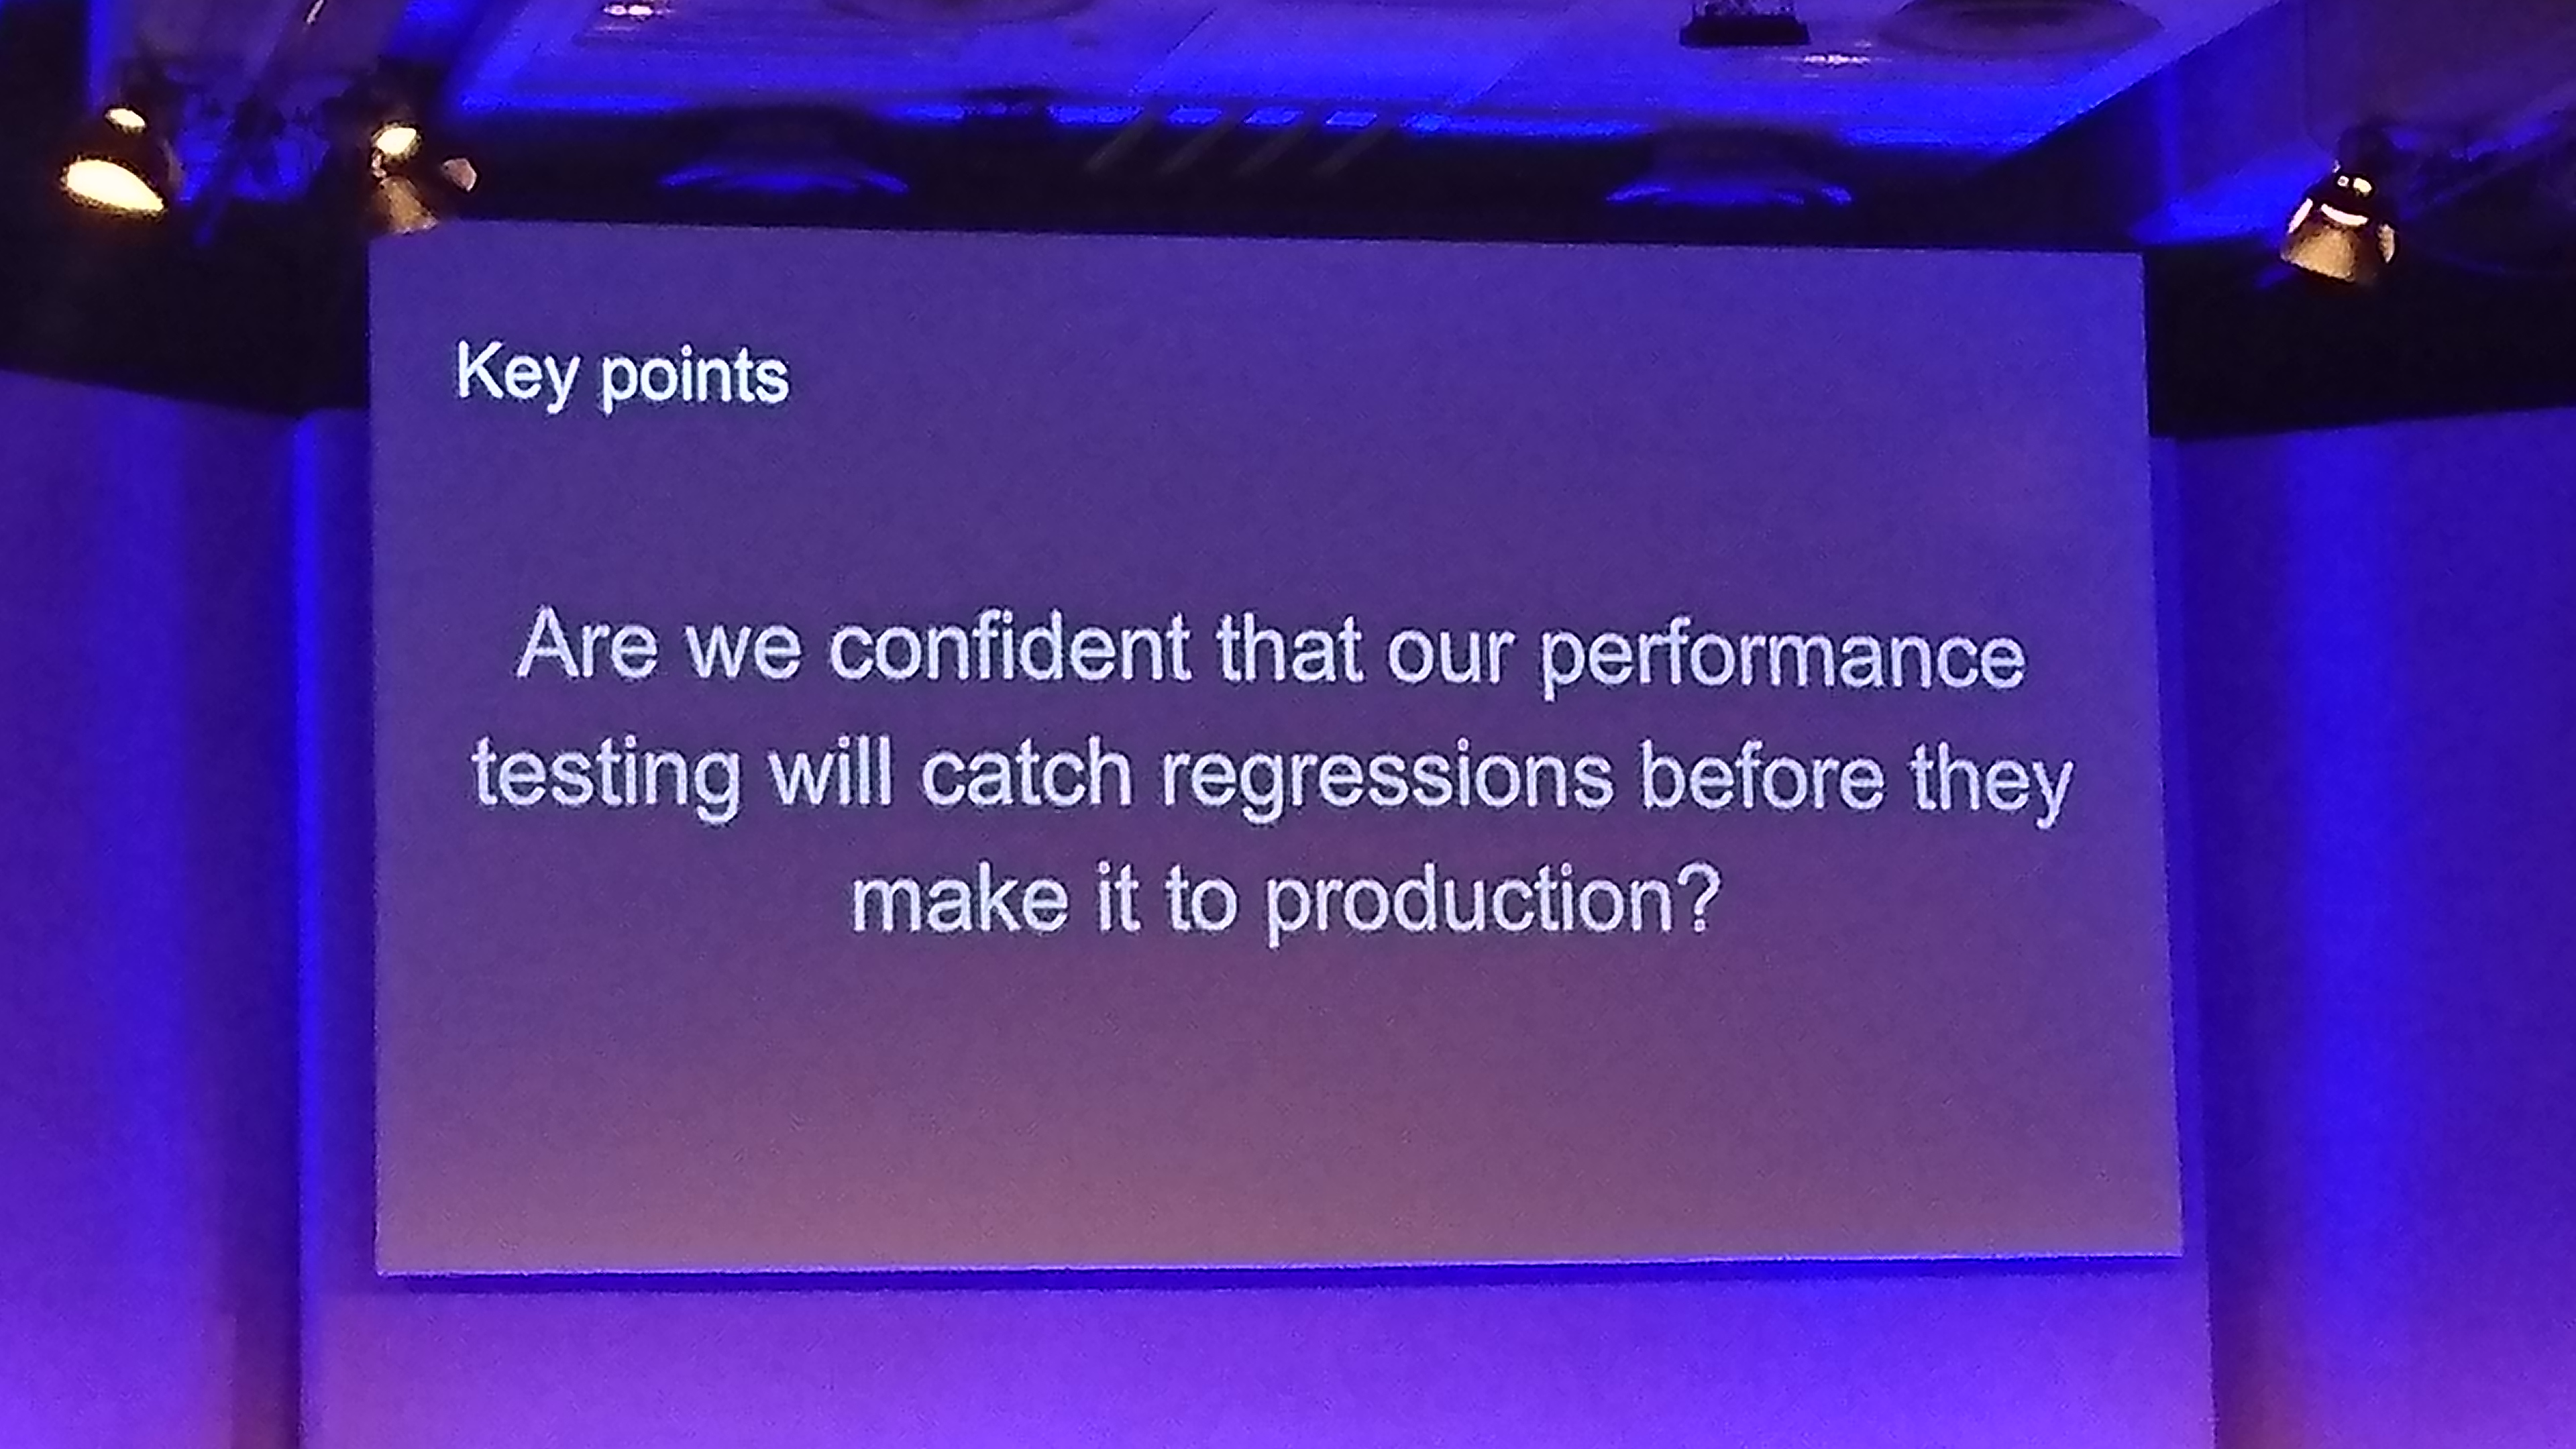 Key points
Are we confident that our performance
testing will catch regressions before they
make it to production?